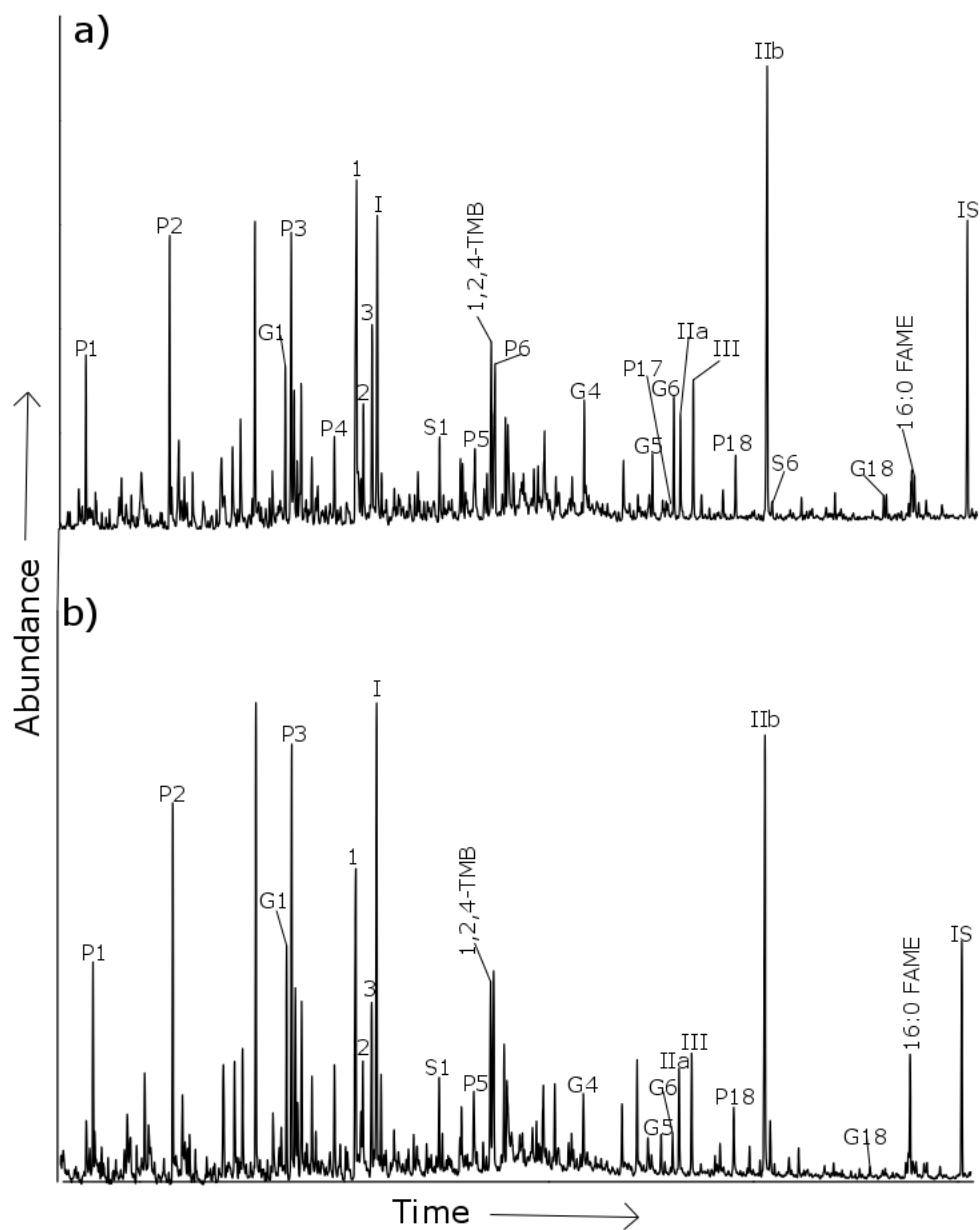 a)
IIb
1
I
IS
P2
P3
1,2,4-TMB
3
16:0 FAME
G1
P1
P6
IIa
III
P17
2
G6
G4
P4
S1
P5
G5
P18
S6
G18
Abundance
b)
I
IIb
P3
P2
1
1,2,4-TMB
G1
IS
P1
16:0 FAME
3
2
III
IIa
S1
P5
G4
G6
P18
G5
G18
Time